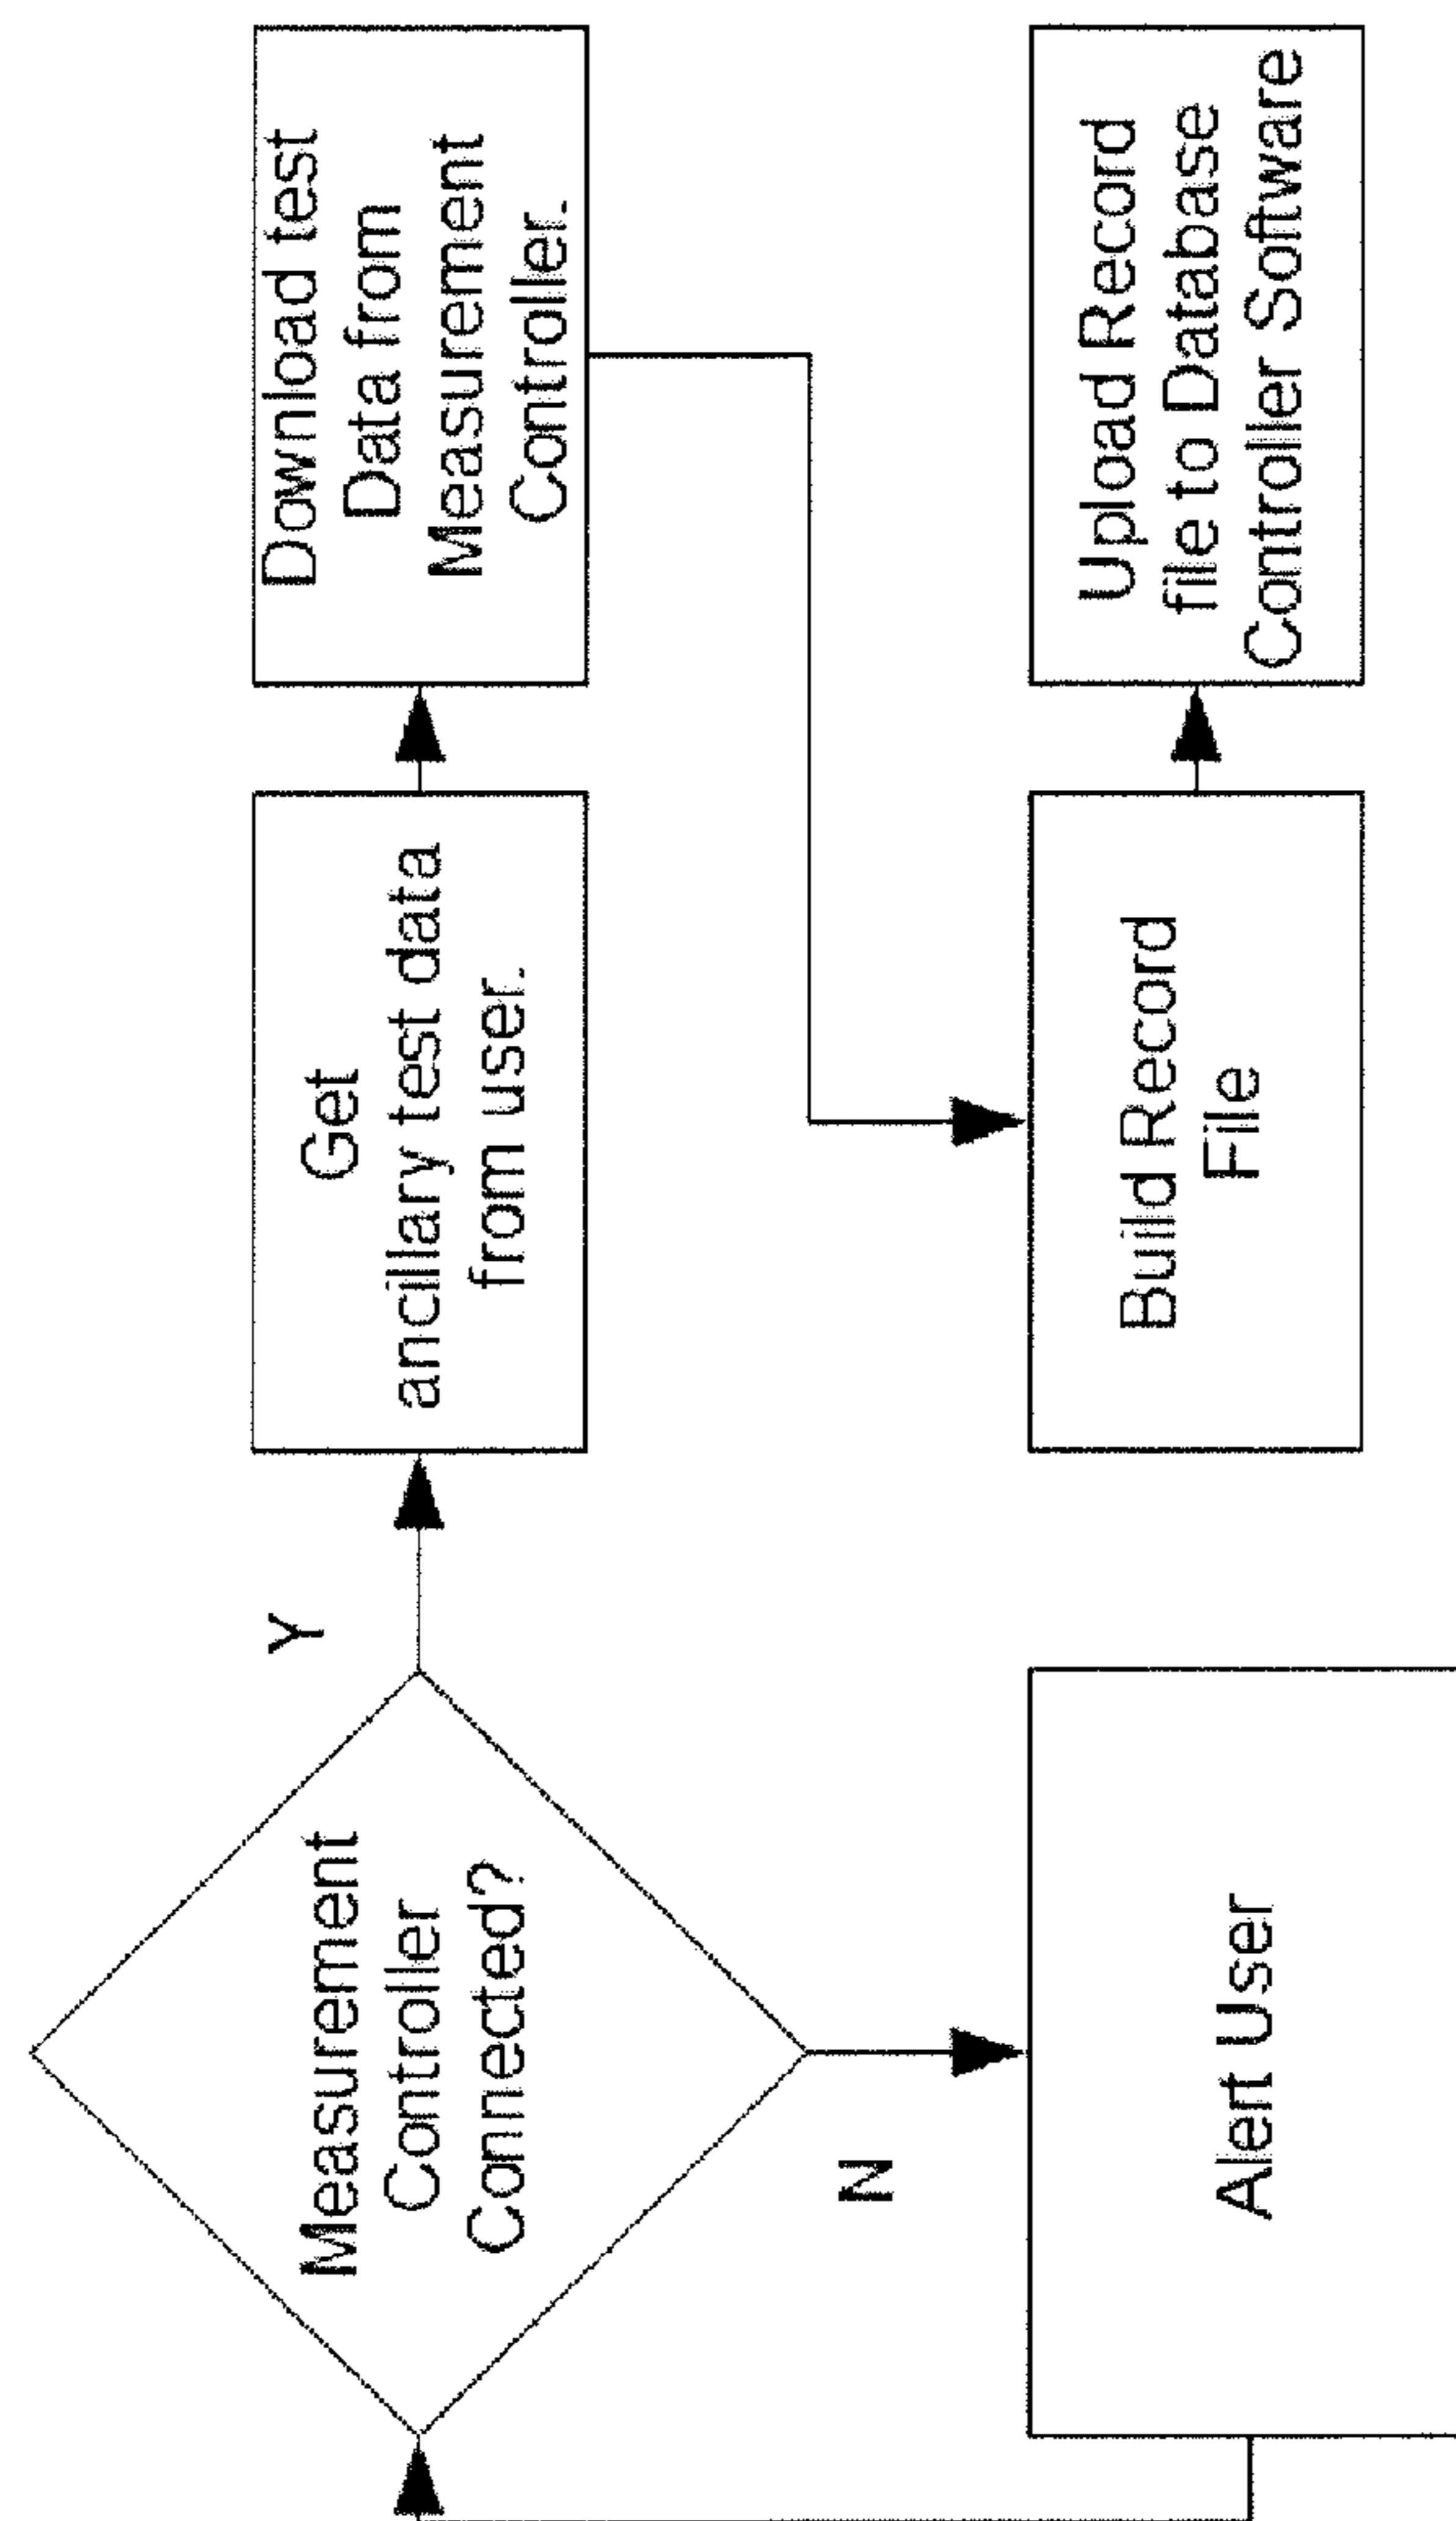 Measurement
Controller
Connected?
Y
Get
ancillary test data
from user.
Download test
Data from
Measurement
Controller.
N
Alert User
Build Record
File
Upload Record
file to Database
Controller Software